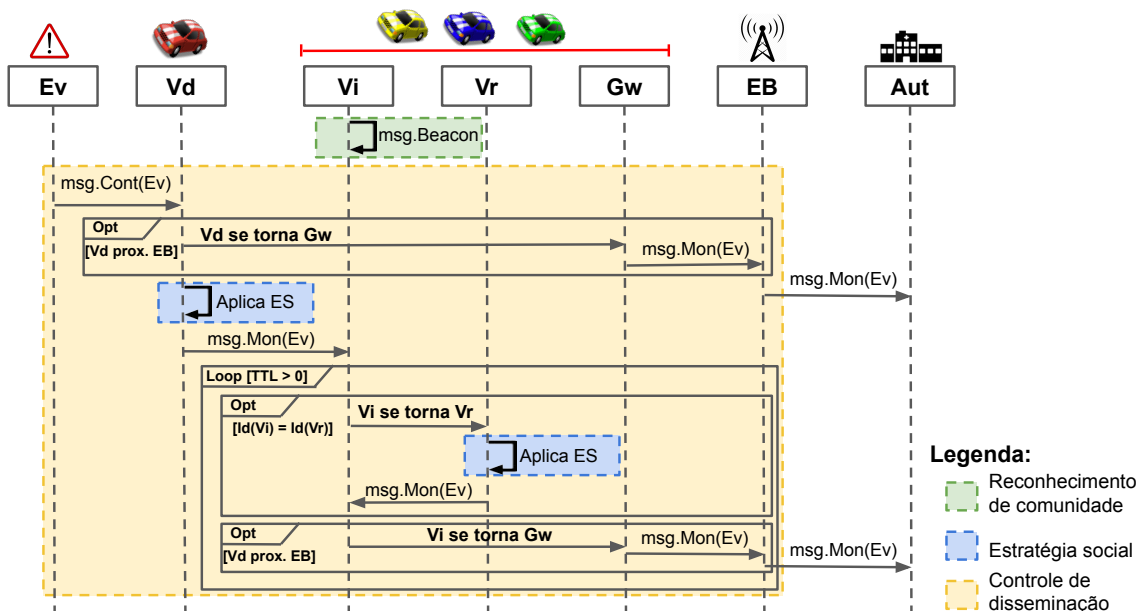 Ev
Vd
Vi
Vr
Gw
EB
Aut
msg.Beacon
msg.Cont(Ev)
Opt
[Vd prox. EB]
Vd se torna Gw
msg.Mon(Ev)
msg.Mon(Ev)
Aplica ES
msg.Mon(Ev)
Loop [TTL > 0]
Opt
[Id(Vi) = Id(Vr)]
Vi se torna Vr
Aplica ES
msg.Mon(Ev)
Opt
[Vd prox. EB]
Vi se torna Gw
msg.Mon(Ev)
msg.Mon(Ev)
Legenda:
Reconhecimento
de comunidade
Estratégia social
Controle de
disseminação